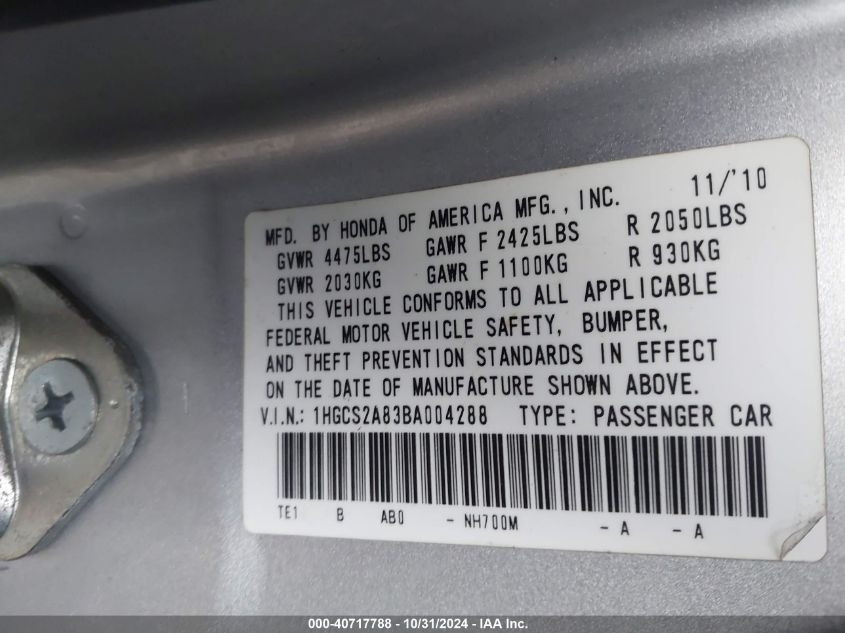 MFD. BY HONDA OF AMERICA MFG., INC. 11/'10
GVWR 4475LBS GAWR F 2425LBS R 2050LBS
GVWR 2030KG GAWR F 1100KG R 930KG
THIS VEHICLE CONFORMS TO ALL APPLICABLE
FEDERAL MOTOR VEHICLE SAFETY, BUMPER,
AND THEFT PREVENTION STANDARDS IN EFFECT
ON THE DATE OF MANUFACTURE SHOWN ABOVE.
V.I.N.: 1HGCS2A83BA004288 TYPE: PASSENGER CAR
TE1 B AB0 - NH700M - A - A
000-40717788 - 10/31/2024 - IAA Inc.